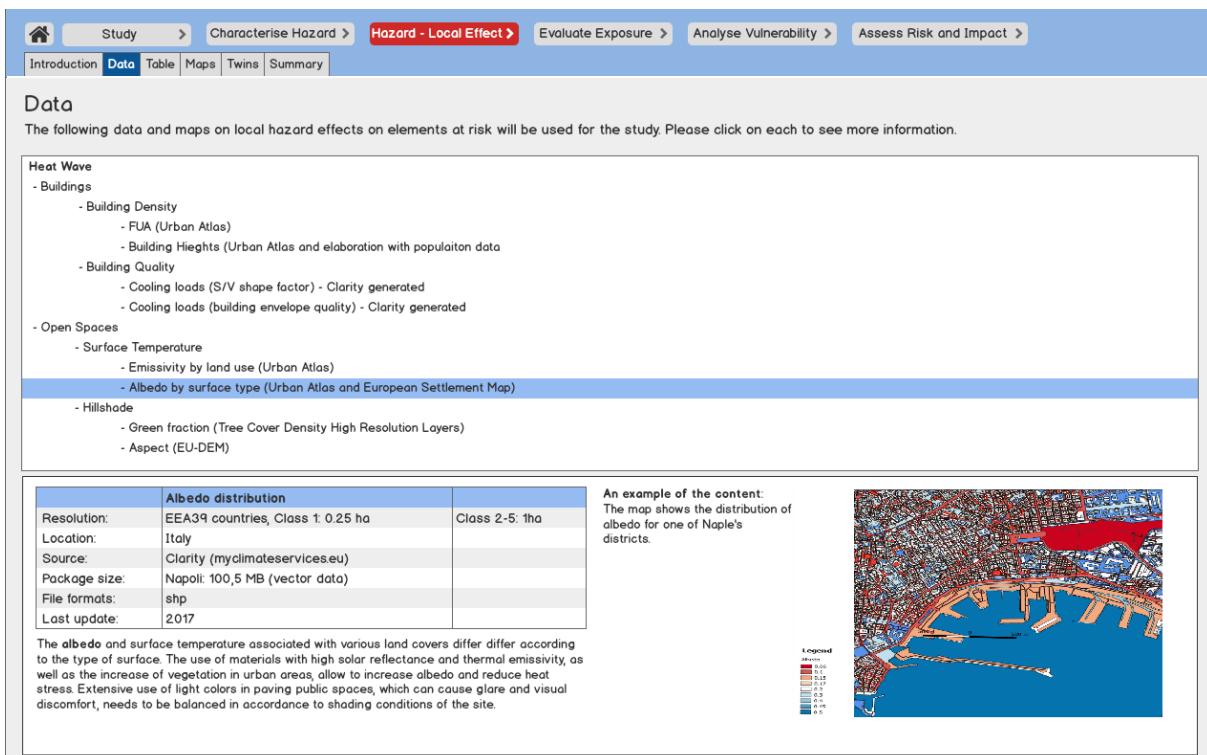 Study >
Characterise Hazard >
Hazard - Local Effect >
Evaluate Exposure >
Analyse Vulnerability >
Assess Risk and Impact >
Introduction Data Table Maps Twins Summary
Data
The following data and maps on local hazard effects on elements at risk will be used for the study. Please click on each to see more information.
Heat Wave
- Buildings
- Building Density
- FUA (Urban Atlas)
- Building Hieghts (Urban Atlas and elaboration with populaiton data
- Building Quality
- Cooling loads (S/V shape factor) - Clarity generated
- Cooling loads (building envelope quality) - Clarity generated
- Open Spaces
- Surface Temperature
- Emissivity by land use (Urban Atlas)
- Albedo by surface type (Urban Atlas and European Settlement Map)
- Hillshade
- Green fraction (Tree Cover Density High Resolution Layers)
- Aspect (EU-DEM)
Albedo distribution
Resolution: EEA39 countries, Class 1: 0.25 ha Class 2-5: 1ha
Location: Italy
Source: Clarity (myclimateservices.eu)
Package size: Napoli: 100,5 MB (vector data)
File formats: shp
Last update: 2017
The albedo and surface temperature associated with various land covers differ differ according
to the type of surface. The use of materials with high solar reflectance and thermal emissivity, as
well as the increase of vegetation in urban areas, allow to increase albedo and reduce heat
stress. Extensive use of light colors in paving public spaces, which can cause glare and visual
discomfort, needs to be balanced in accordance to shading conditions of the site.
An example of the content:
The map shows the distribution of
albedo for one of Naple's
districts.
Legend